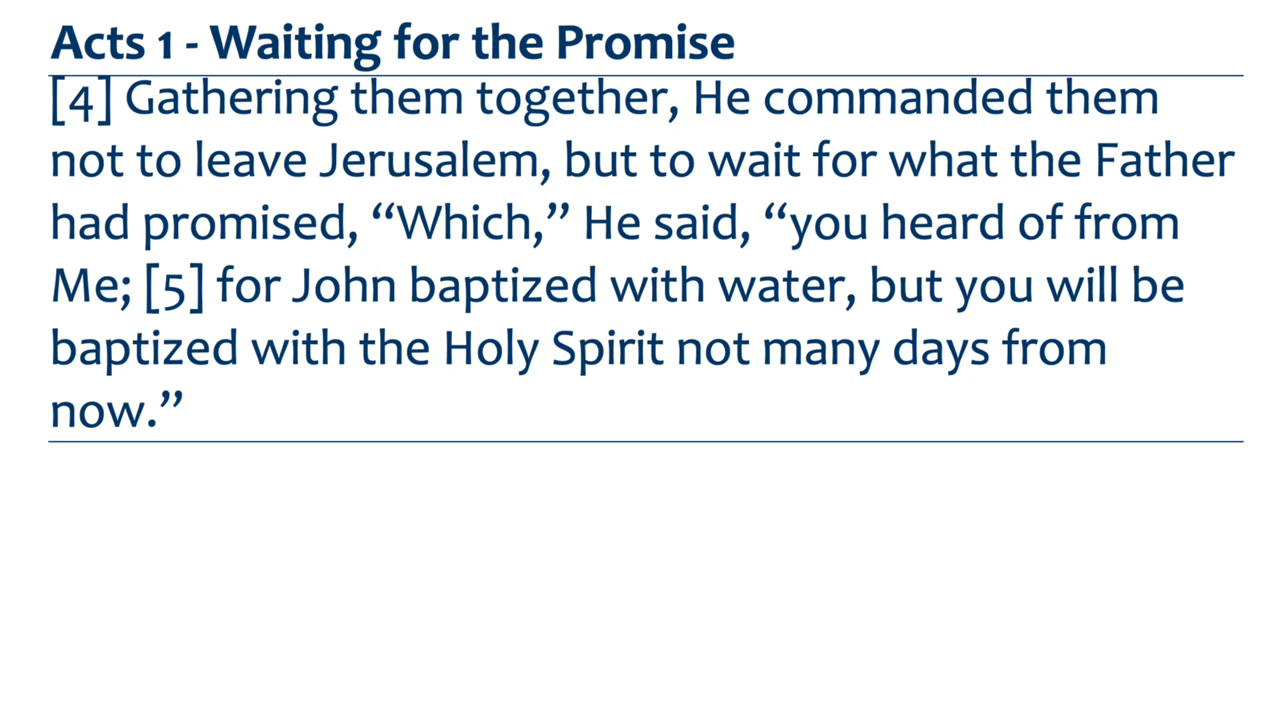 Acts 1 - Waiting for the Promise
[4] Gathering them together, He commanded them
not to leave Jerusalem, but to wait for what the Father
had promised, “Which,” He said, “you heard of from
Me; [5] for John baptized with water, but you will be
baptized with the Holy Spirit not many days from
now.”